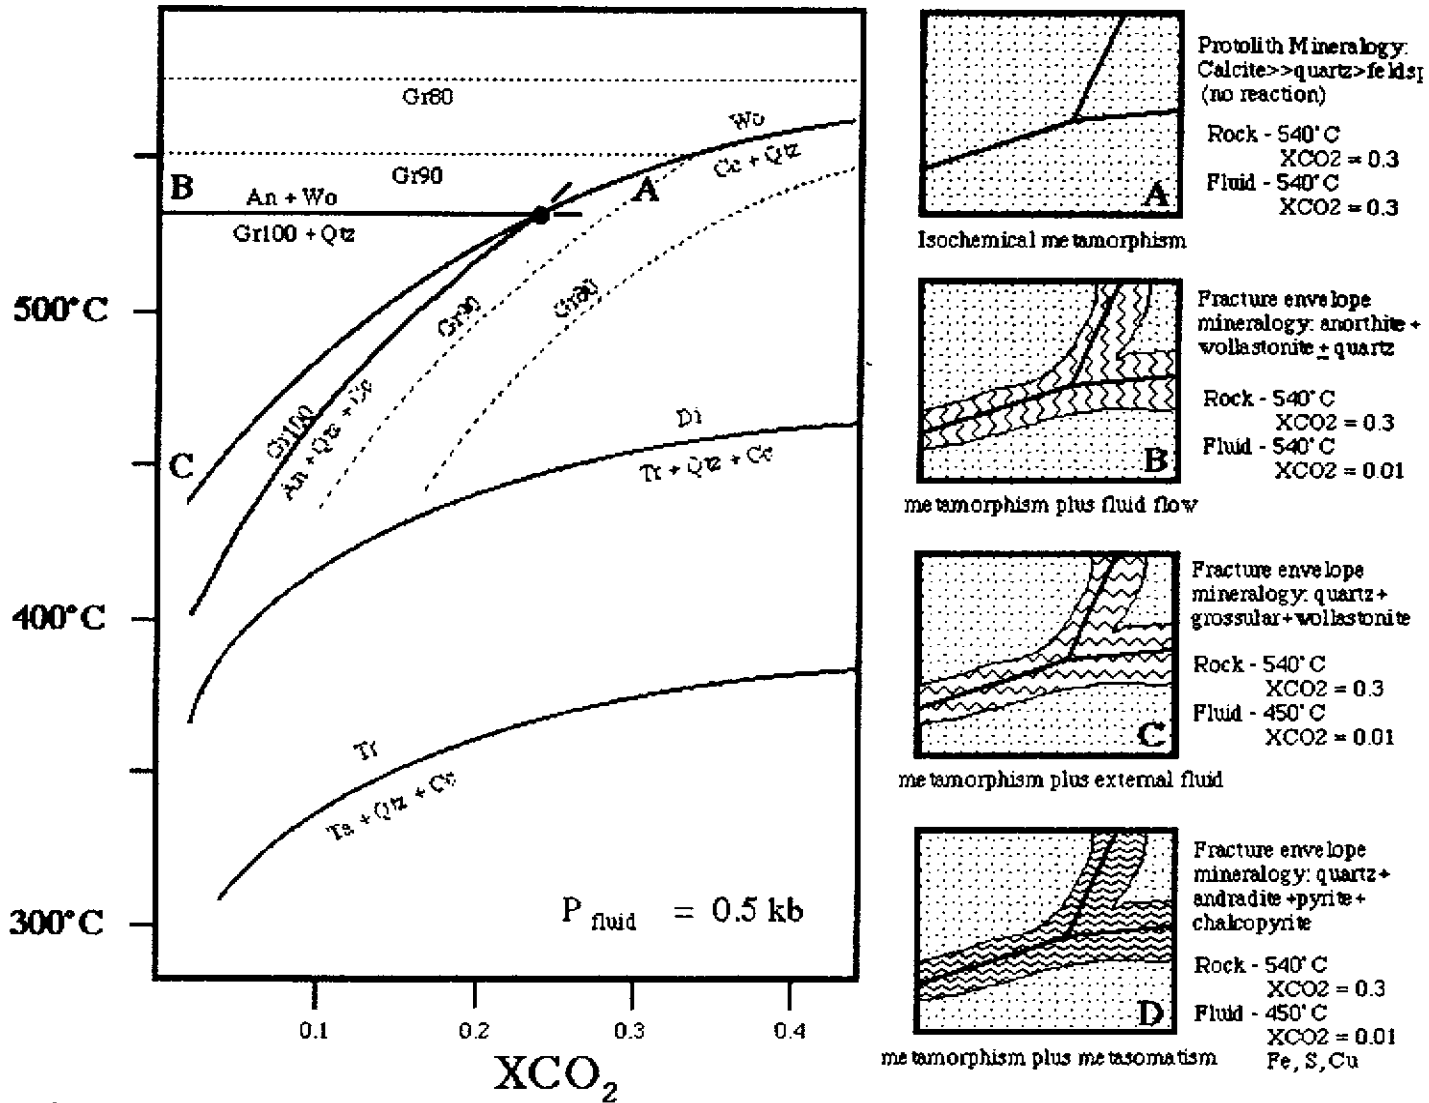 Gr80
Wo
Cc + Qtz
Gr90
A
B
An + Wo
Gr100 + Qtz
500°C
Gr90
Gr80
Gr100
An + Qtz + Cc
C
Di
Tr + Qtz + Cc
400°C
Tr
Ta + Qtz + Cc
P fluid = 0.5 kb
300°C
0.1
0.2
0.3
0.4
XCO2
A
Protolith Mineralogy:
Calcite>>quartz>feldsp
(no reaction)
Rock - 540°C
XCO2 = 0.3
Fluid - 540°C
XCO2 = 0.3
Isochemical metamorphism
B
Fracture envelope
mineralogy: anorthite +
wollastonite ± quartz
Rock - 540°C
XCO2 = 0.3
Fluid - 540°C
XCO2 = 0.01
metamorphism plus fluid flow
C
Fracture envelope
mineralogy: quartz+
grossular+wollastonite
Rock - 540°C
XCO2 = 0.3
Fluid - 450°C
XCO2 = 0.01
metamorphism plus external fluid
D
Fracture envelope
mineralogy: quartz+
andradite+pyrite+
chalcopyrite
Rock - 540°C
XCO2 = 0.3
Fluid - 450°C
XCO2 = 0.01
Fe, S, Cu
metamorphism plus metasomatism